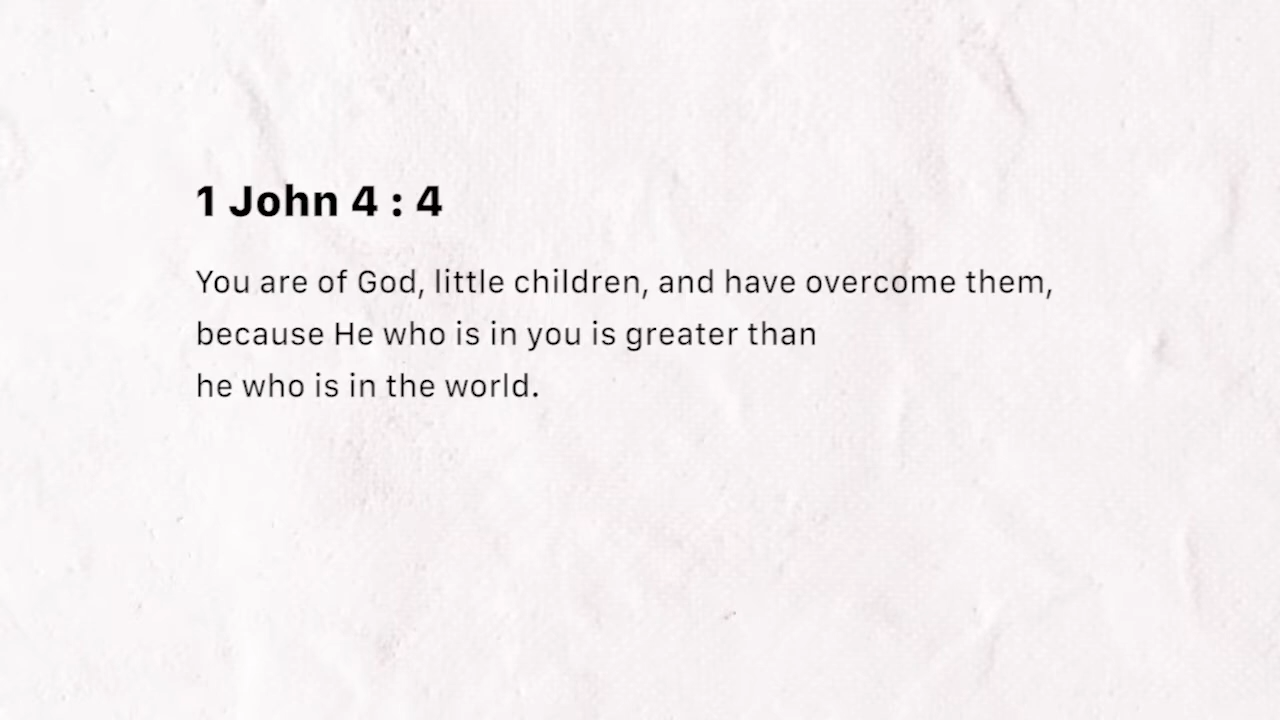 1 John 4 : 4
You are of God, little children, and have overcome them,
because He who is in you is greater than
he who is in the world.